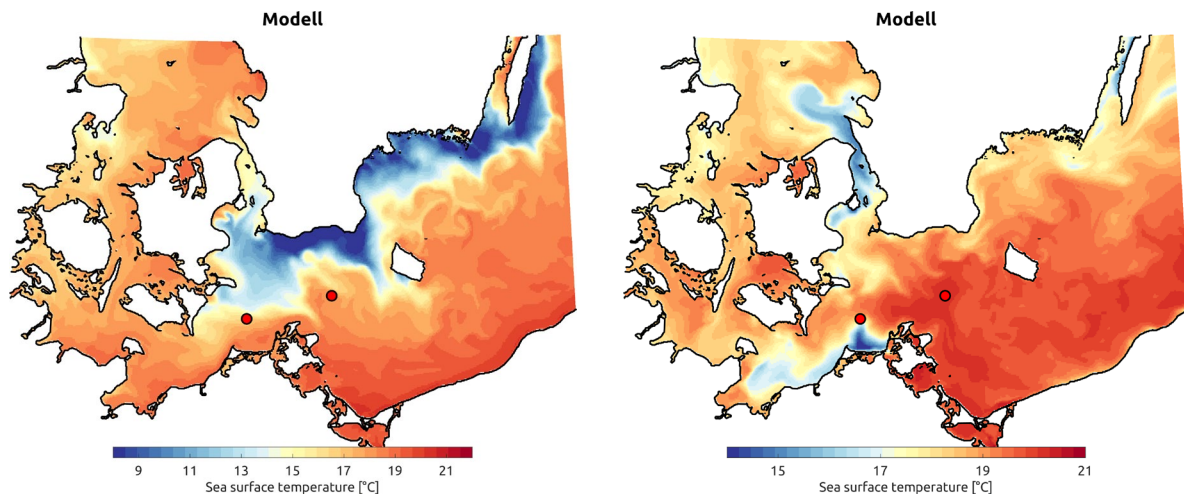 Modell
9 11 13 15 17 19 21
Sea surface temperature [°C]
Modell
15 17 19 21
Sea surface temperature [°C]